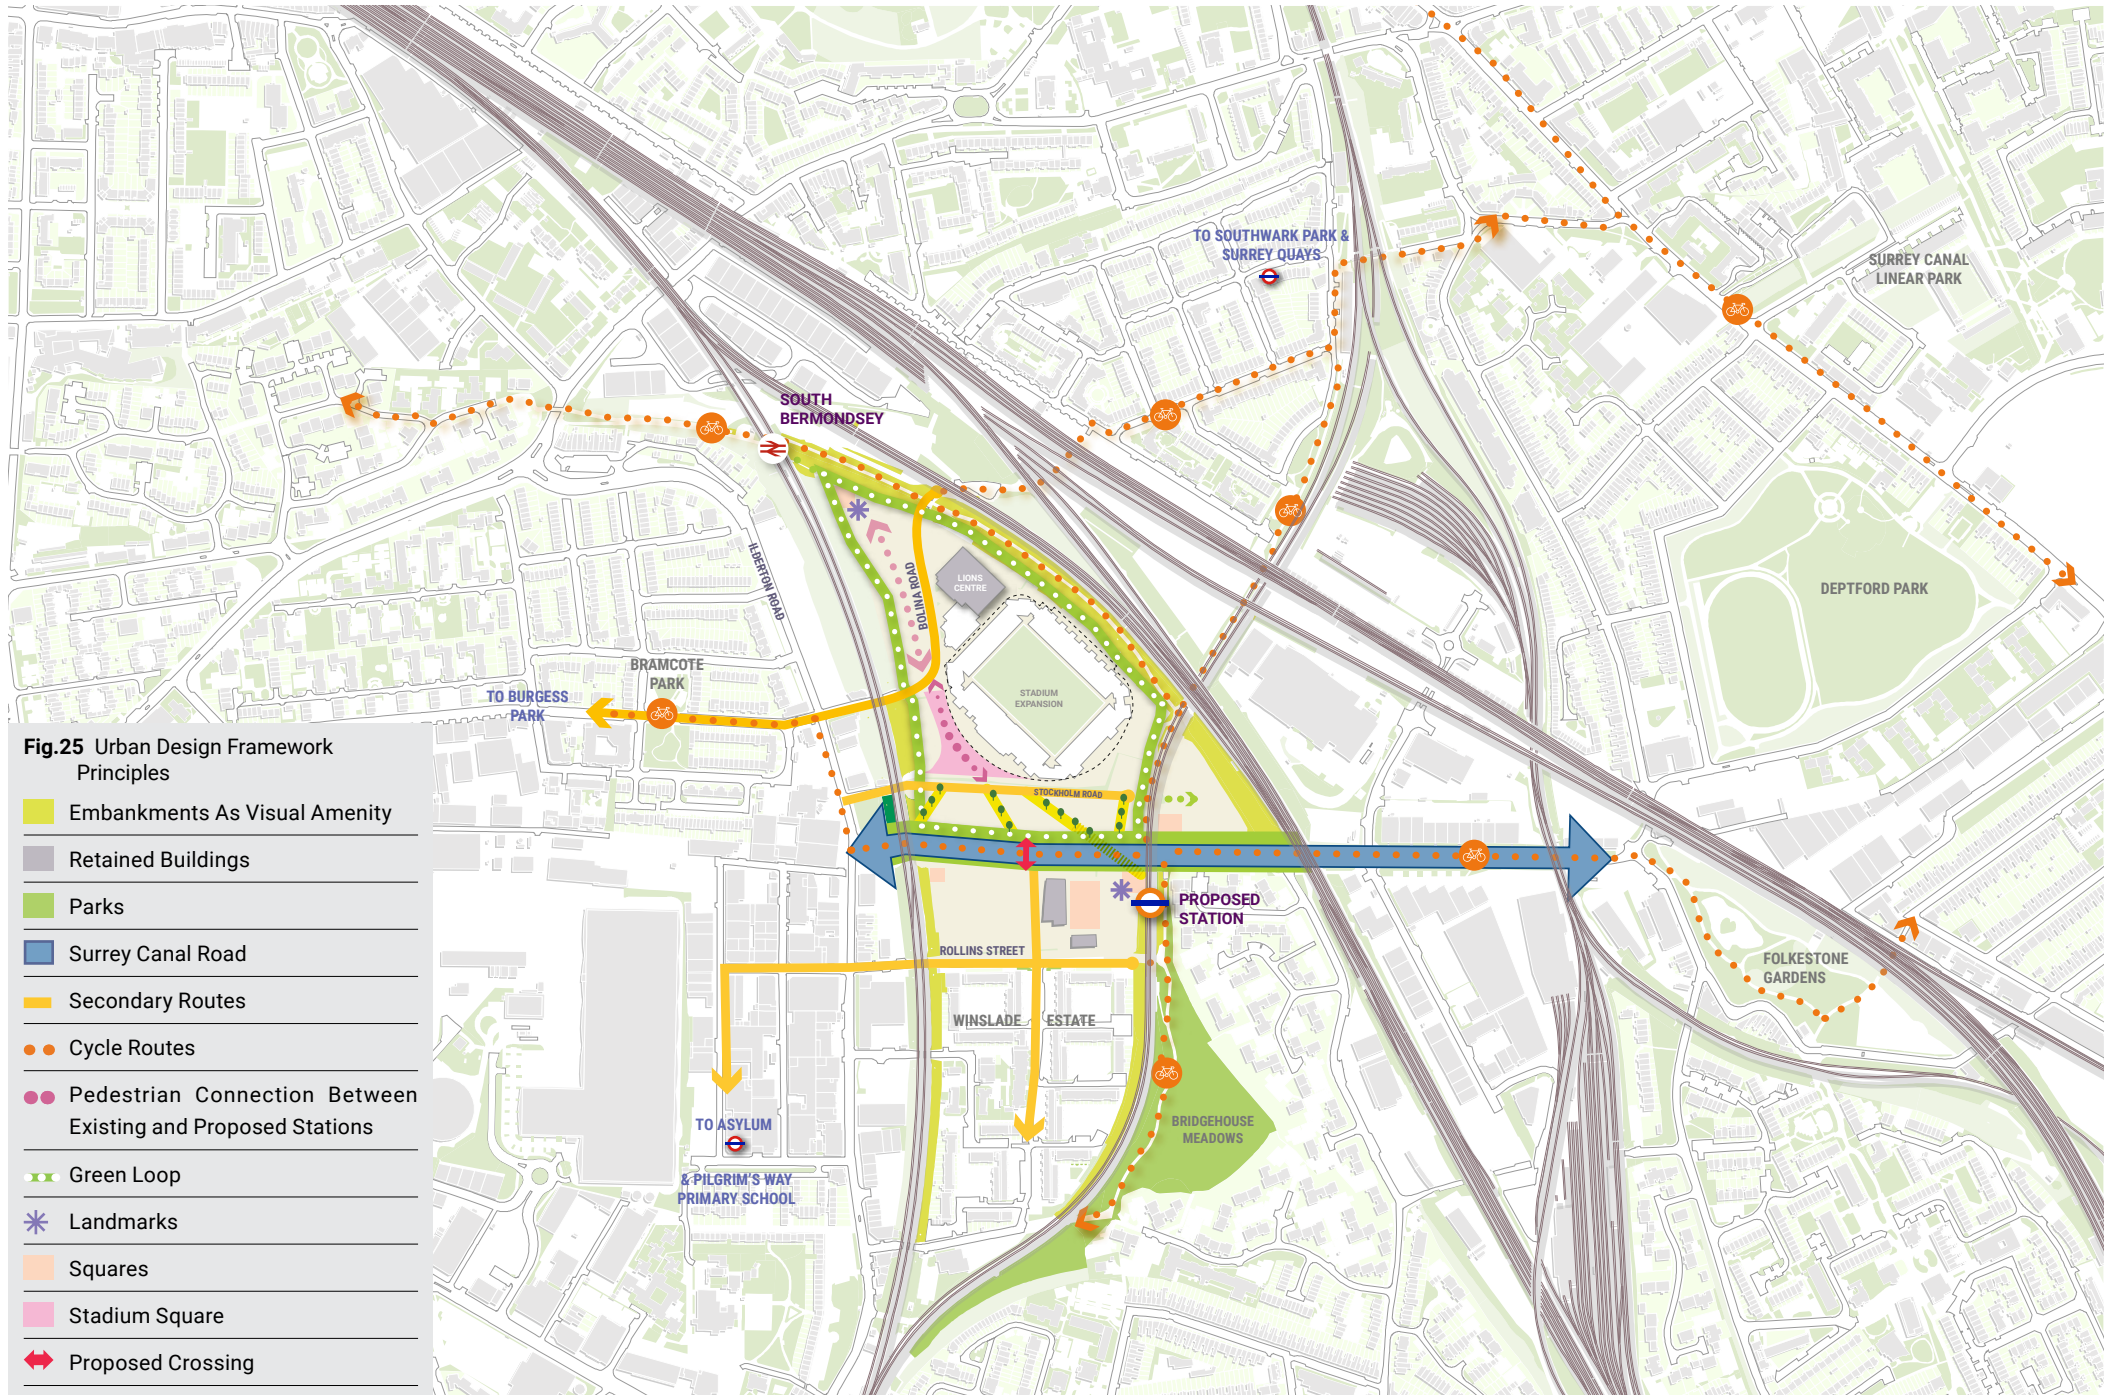 TO SOUTHWARK PARK &
SURREY QUAYS
SURREY CANAL
LINEAR PARK
SOUTH
BERMONDSEY
ILDERTON ROAD
BOLINA ROAD
LIONS
CENTRE
DEPTFORD PARK
BRAMCOTE
PARK
TO BURGESS
PARK
STADIUM
EXPANSION
STOCKHOLM ROAD
PROPOSED
STATION
ROLLINS STREET
FOLKESTONE
GARDENS
WINSLADE ESTATE
TO ASYLUM
& PILGRIM'S WAY
PRIMARY SCHOOL
BRIDGEHOUSE
MEADOWS
Fig.25 Urban Design Framework
Principles
Embankments As Visual Amenity
Retained Buildings
Parks
Surrey Canal Road
Secondary Routes
Cycle Routes
Pedestrian Connection Between
Existing and Proposed Stations
Green Loop
Landmarks
Squares
Stadium Square
Proposed Crossing